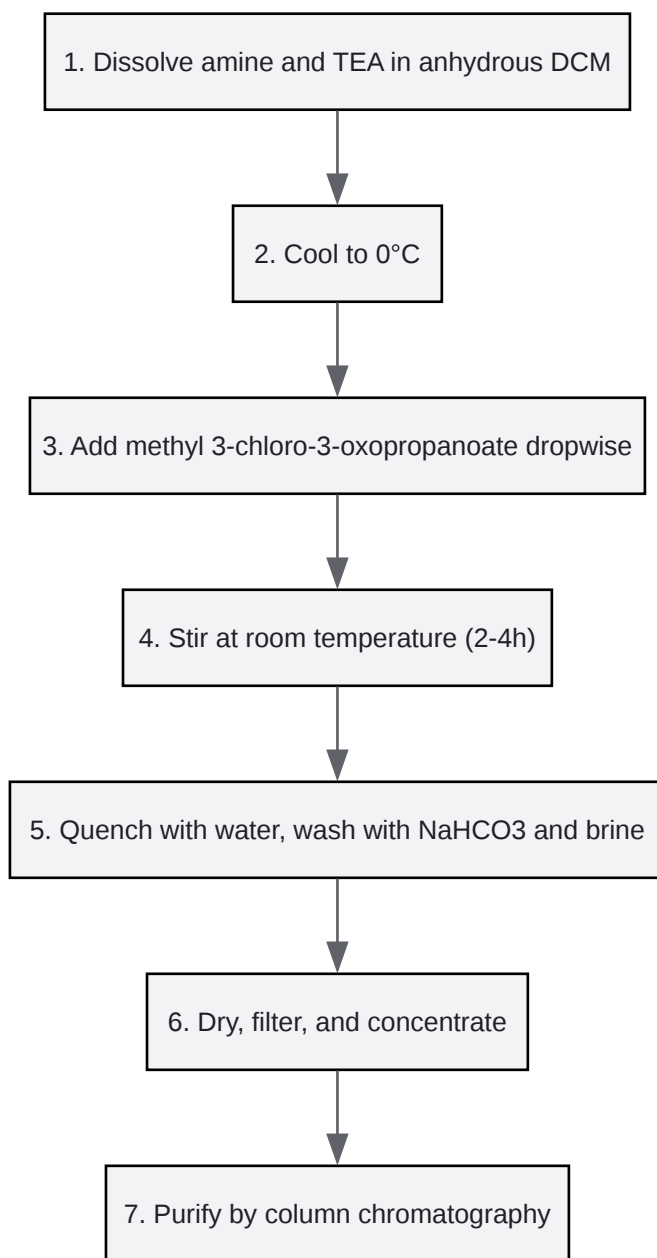 1. Dissolve amine and TEA in anhydrous DCM
2. Cool to 0°C
3. Add methyl 3-chloro-3-oxopropanoate dropwise
4. Stir at room temperature (2-4h)
5. Quench with water, wash with NaHCO3 and brine
6. Dry, filter, and concentrate
7. Purify by column chromatography